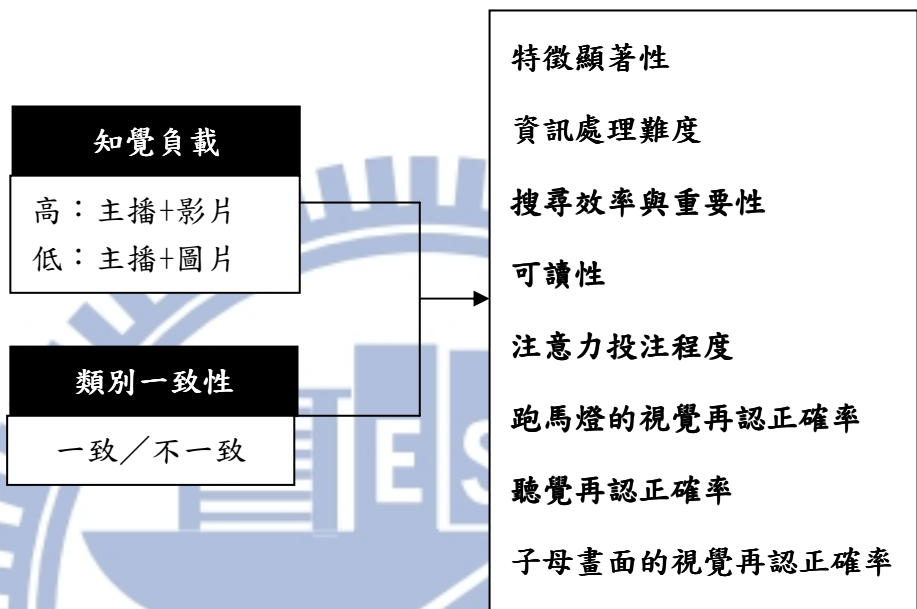 知覺負載
高：主播+影片
低：主播+圖片
類別一致性
一致／不一致
特徵顯著性
資訊處理難度
搜尋效率與重要性
可讀性
注意力投注程度
跑馬燈的視覺再認正確率
聽覺再認正確率
子母畫面的視覺再認正確率
ES